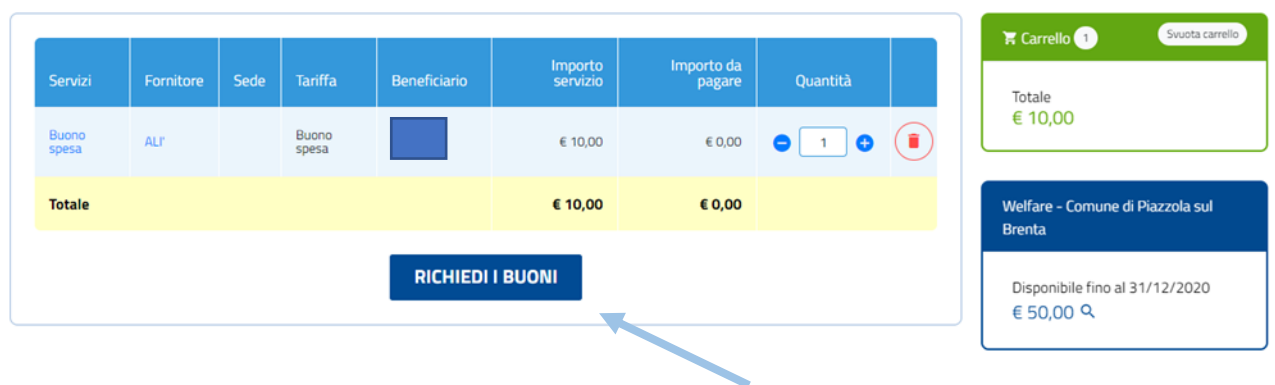 Servizi Fornitore Sede Tariffa Beneficiario Importo servizio Importo da pagare Quantità
Buono spesa ALI' Buono spesa € 10,00 € 0,00 1
Totale € 10,00 € 0,00
RICHIEDI I BUONI
Carrello 1 Svuota carrello
Totale
€ 10,00
Welfare - Comune di Piazzola sul
Brenta
Disponibile fino al 31/12/2020
€ 50,00